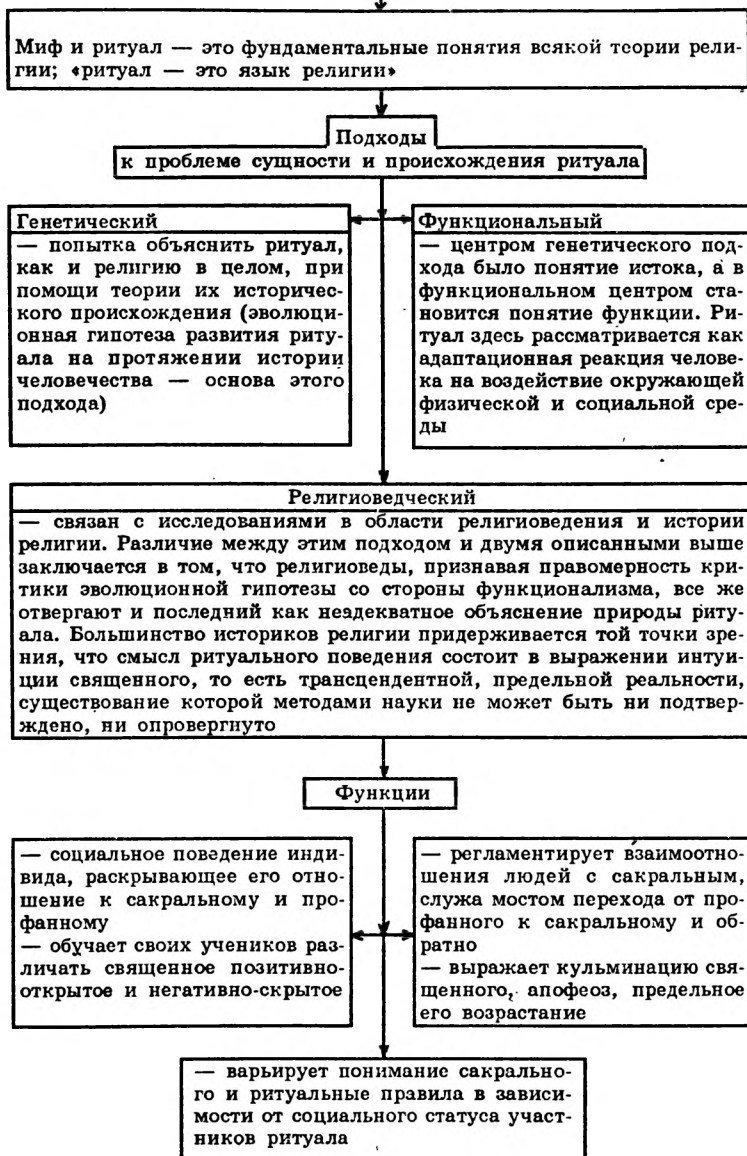 Миф и ритуал — это фундаментальные понятия всякой теории рели-
гии; «ритуал — это язык религии»
Подходы
к проблеме сущности и происхождения ритуала
Генетический
— попытка объяснить ритуал,
как и религию в целом, при
помощи теории их историчес-
кого происхождения (эволюци-
онная гипотеза развития риту-
ала на протяжении истории
человечества — основа этого
подхода)
Функциональный
— центром генетического под-
хода было понятие истока, а в
функциональном центром ста-
новится понятие функции. Ри-
туал здесь рассматривается как
адаптационная реакция челове-
ка на воздействие окружающей
физической и социальной сре-
ды
Религиоведческий
— связан с исследованиями в области религиоведения и истории
религии. Различие между этим подходом и двумя описанными выше
заключается в том, что религиоведы, признавая правомерность кри-
тики эволюционной гипотезы со стороны функционализма, все же
отвергают и последний как неадекватное объяснение природы риту-
ала. Большинство историков религии придерживается той точки зре-
ния, что смысл ритуального поведения состоит в выражении интуи-
ции священного, то есть трансцендентной, предельной реальности,
существование которой методами науки не может быть ни подтвер-
ждено, ни опровергнуто
Функции
— социальное поведение инди-
вида, раскрывающее его отно-
шение к сакральному и про-
фанному
— обучает своих учеников раз-
личать священное позитивно-
открытое и негативно-скрытое
— регламентирует взаимоотно-
шения людей с сакральным,
служа мостом перехода от про-
фанного к сакральному и об-
ратно
— выражает кульминацию свя-
щенного, апофеоз, предельное
его возрастание
— варьирует понимание сакрально-
го и ритуальные правила в зависи-
мости от социального статуса участ-
ников ритуала